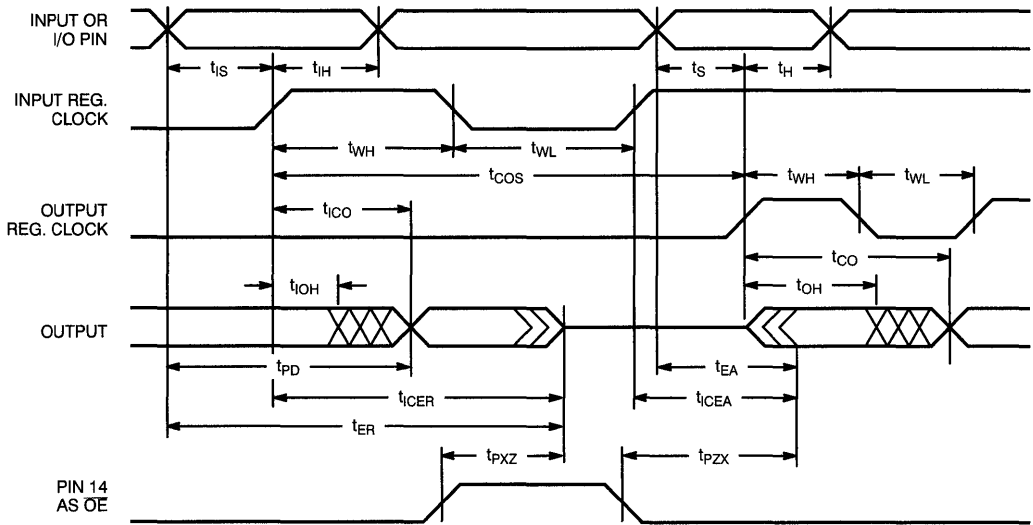 INPUT OR
I/O PIN
tIS
tIH
tS
tH
INPUT REG.
CLOCK
tWH
tWL
tCOS
tWH
tWL
OUTPUT
REG. CLOCK
tICO
tCO
tIOH
tOH
OUTPUT
tPD
tEA
tICER
tICEA
tER
tPXZ
tPZX
PIN 14
AS OE